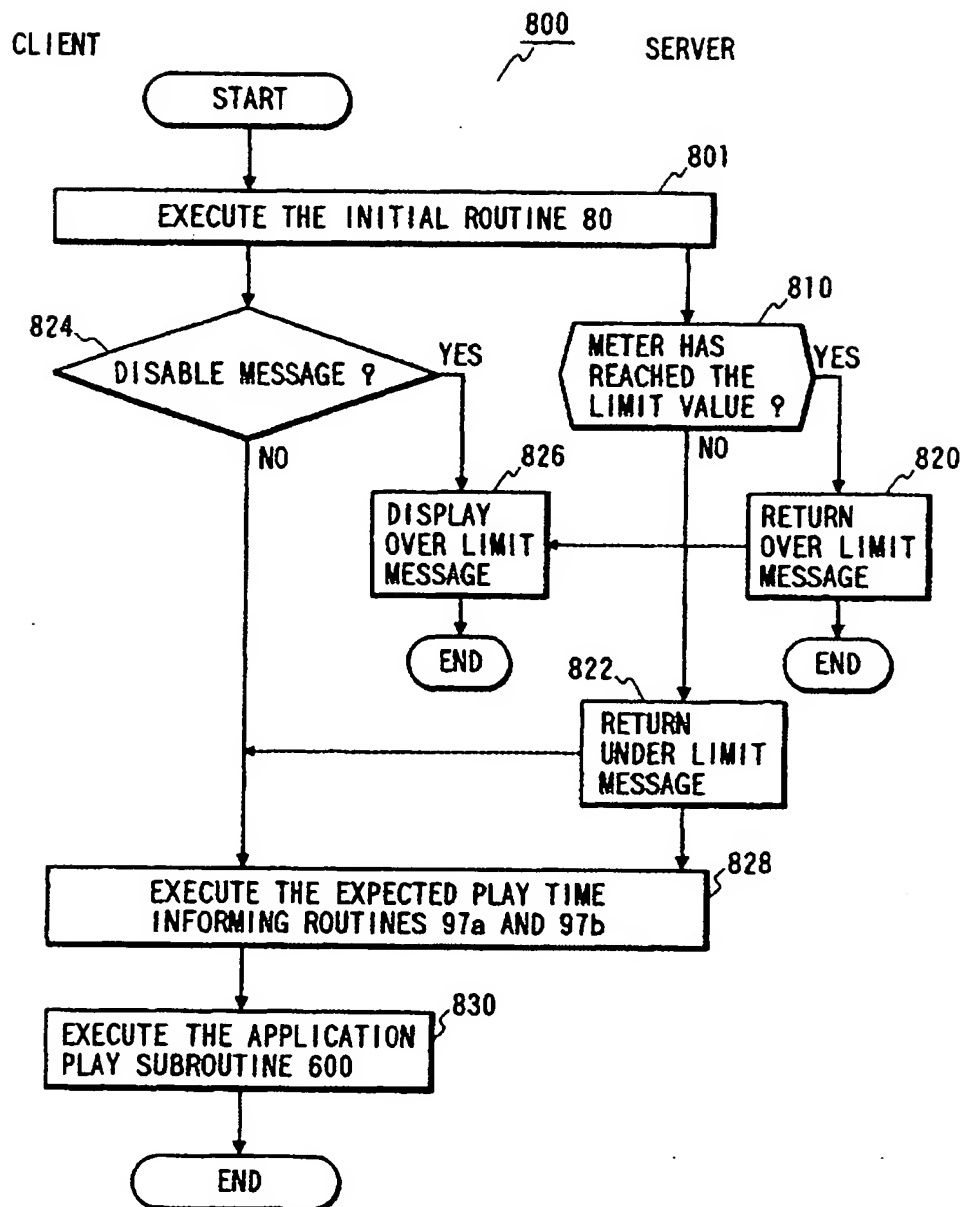 CLIENT
800
SERVER
START
801
EXECUTE THE INITIAL ROUTINE 80
824
DISABLE MESSAGE ?
YES
NO
810
METER HAS
REACHED THE
LIMIT VALUE ?
YES
NO
826
DISPLAY
OVER LIMIT
MESSAGE
END
820
RETURN
OVER LIMIT
MESSAGE
END
822
RETURN
UNDER LIMIT
MESSAGE
828
EXECUTE THE EXPECTED PLAY TIME
INFORMING ROUTINES 97a AND 97b
830
EXECUTE THE APPLICATION
PLAY SUBROUTINE 600
END